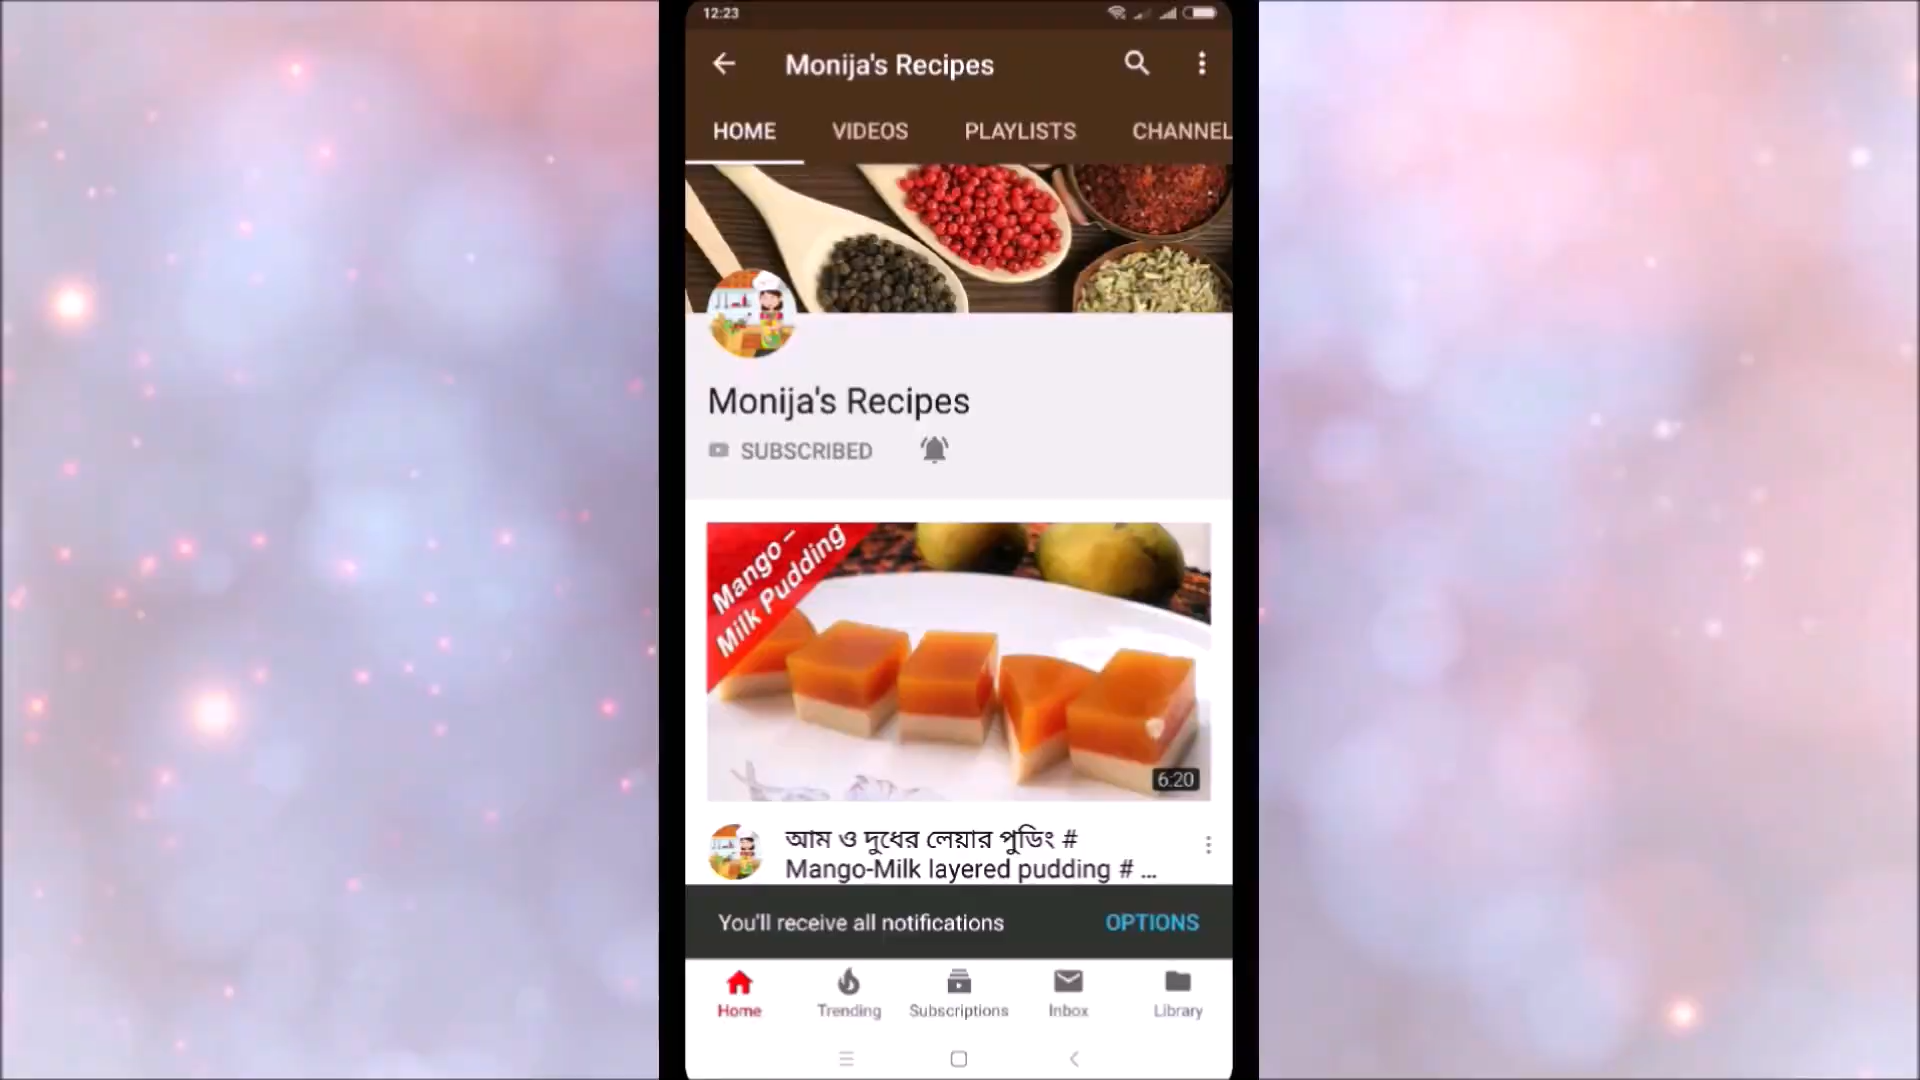 12:23
Monija's Recipes
HOME VIDEOS PLAYLISTS CHANNEL
Monija's Recipes
SUBSCRIBED
Mango –
Milk Pudding
6:20
আম ও দুধের লেয়ার পুডিং #
Mango-Milk layered pudding # ...
You'll receive all notifications OPTIONS
Home Trending Subscriptions Inbox Library